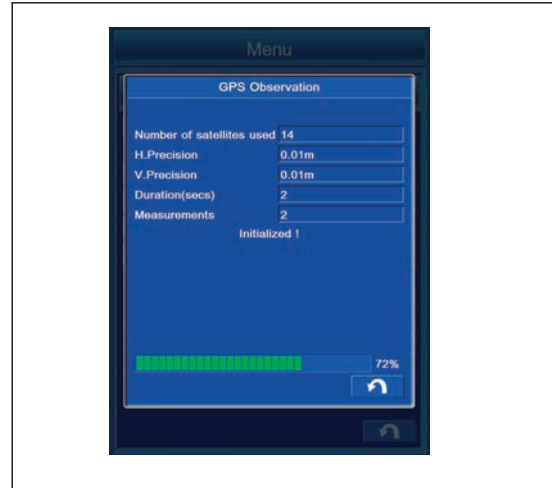 Menu
GPS Observation
Number of satellites used 14
H.Precision 0.01m
V.Precision 0.01m
Duration(secs) 2
Measurements 2
Initialized !
72%